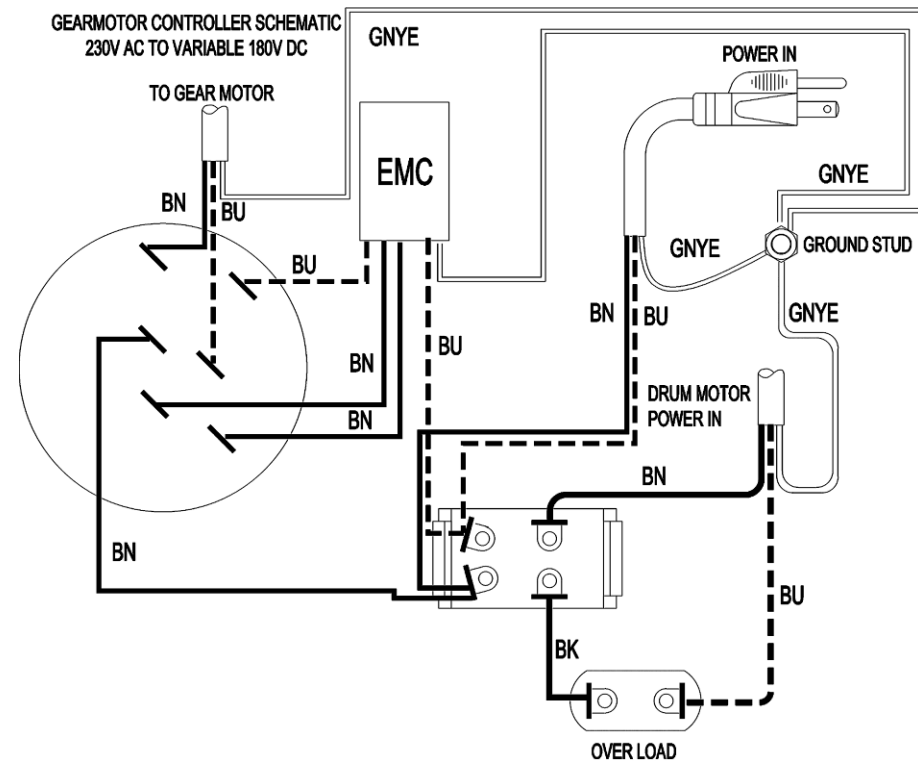 GEARMOTOR CONTROLLER SCHEMATIC
230V AC TO VARIABLE 180V DC
GNYE
POWER IN
TO GEAR MOTOR
EMC
BN
BU
GNYE
GNYE
GROUND STUD
BU
BN
BU
GNYE
BU
BN
DRUM MOTOR
POWER IN
BN
BN
BN
BU
BK
OVER LOAD